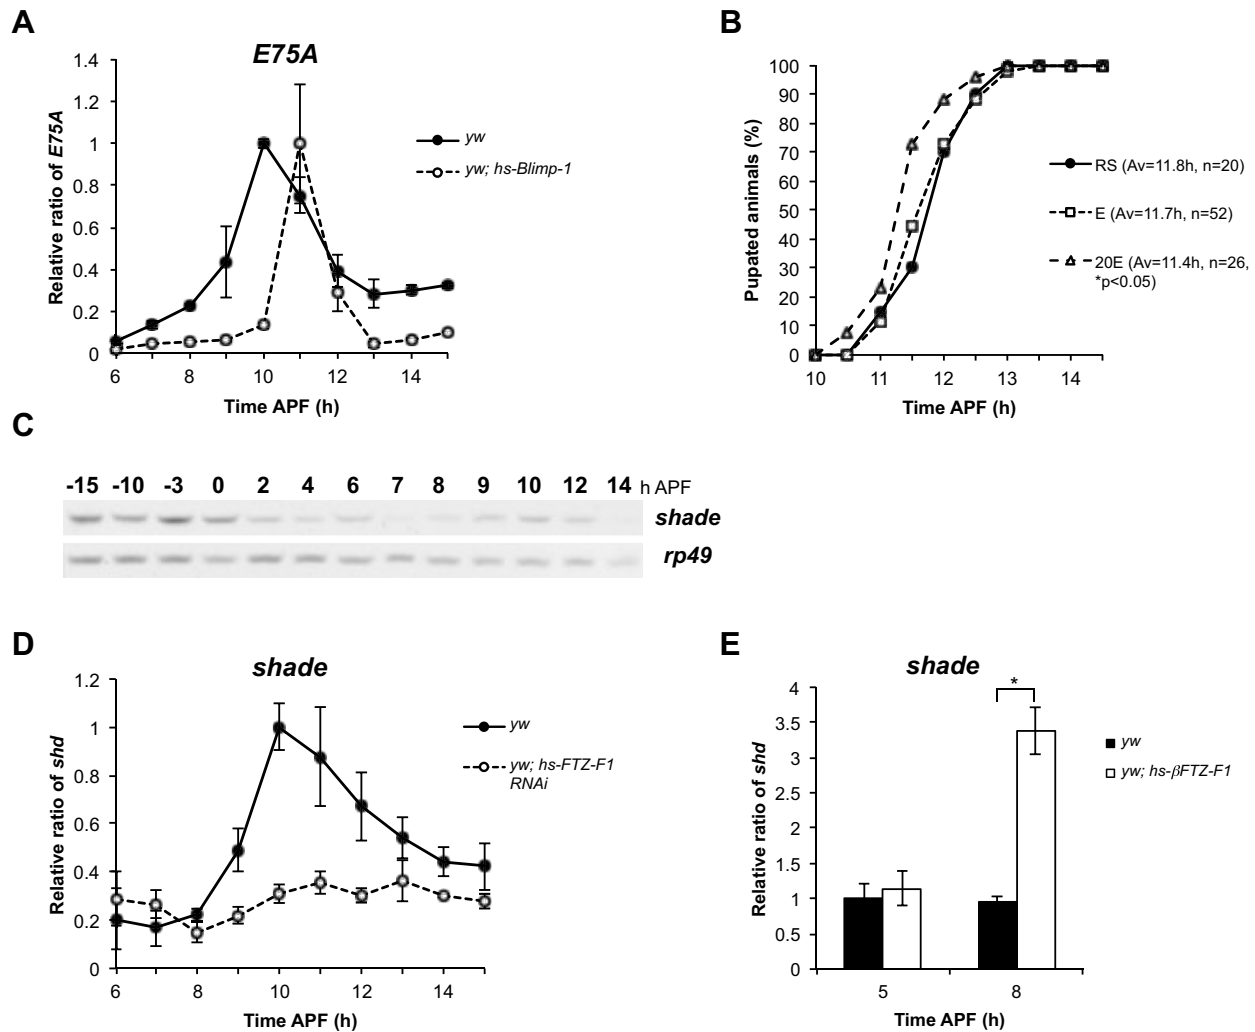 A
E75A
1.4
1.2
1
0.8
0.6
0.4
0.2
0
6 8 10 12 14
Relative ratio of E75A
Time APF (h)
yw
yw; hs-Blimp-1
B
100
90
80
70
60
50
40
30
20
10
0
10 11 12 13 14
Pupated animals (%)
Time APF (h)
RS (Av=11.8h, n=20)
E (Av=11.7h, n=52)
20E (Av=11.4h, n=26,
*p<0.05)
C
-15 -10 -3 0 2 4 6 7 8 9 10 12 14 h APF
shade
rp49
D
shade
1.2
1
0.8
0.6
0.4
0.2
0
6 8 10 12 14
Relative ratio of shd
Time APF (h)
yw
yw; hs-FTZ-F1
RNAi
E
shade
4
3.5
3
2.5
2
1.5
1
0.5
0
5 8
Relative ratio of shd
Time APF (h)
*
yw
yw; hs-βFTZ-F1